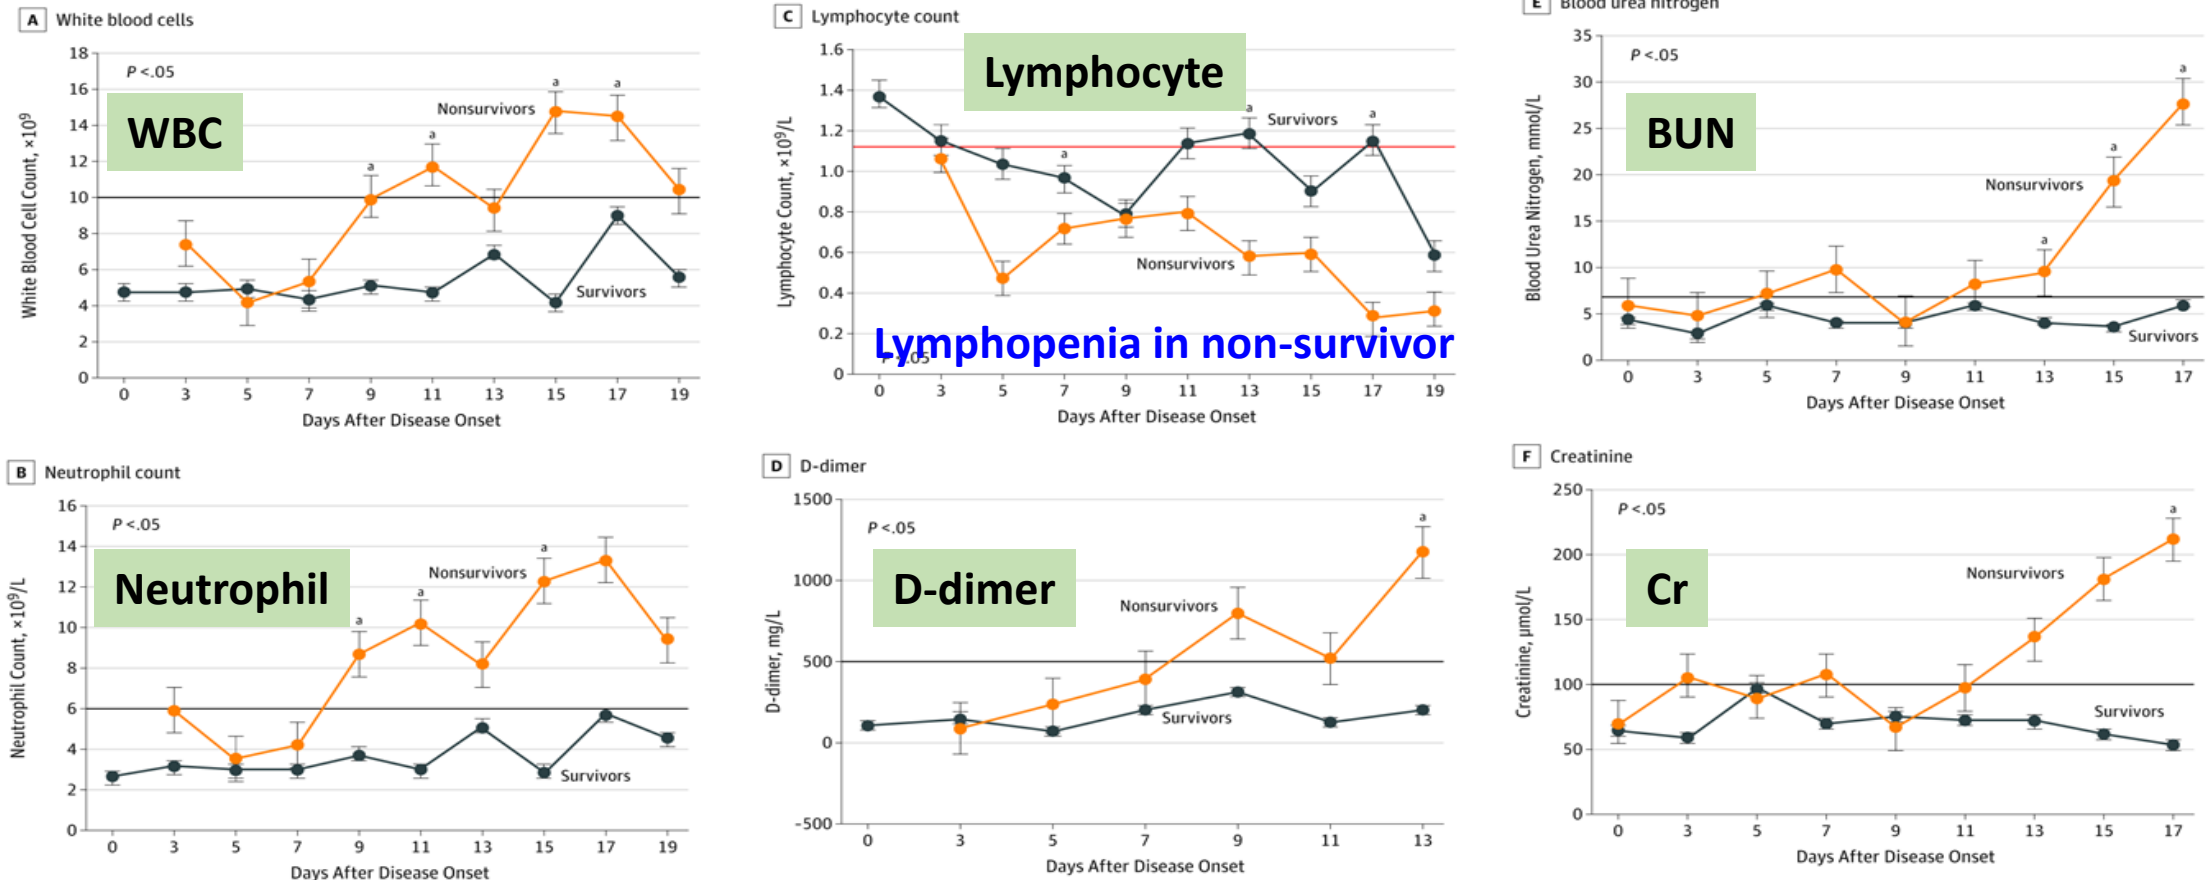 A White blood cells
18
16
14
12
10
8
6
4
2
0
P <.05
WBC
Nonsurvivors
Survivors
a
a
a
a
White Blood Cell Count, ×10⁹
0 3 5 7 9 11 13 15 17 19
Days After Disease Onset
B Neutrophil count
16
14
12
10
8
6
4
2
0
P <.05
Neutrophil
Nonsurvivors
Survivors
a
a
a
Neutrophil Count, ×10⁹/L
0 3 5 7 9 11 13 15 17 19
Days After Disease Onset
C Lymphocyte count
1.6
1.4
1.2
1.0
0.8
0.6
0.4
0.2
0
Lymphocyte
Survivors
Nonsurvivors
a
a
a
Lymphopenia in non-survivor
P <.05
Lymphocyte Count, ×10⁹/L
0 3 5 7 9 11 13 15 17 19
Days After Disease Onset
D D-dimer
1500
1000
500
0
-500
P <.05
D-dimer
Nonsurvivors
Survivors
a
D-dimer, mg/L
0 3 5 7 9 11 13
Days After Disease Onset
E Blood urea nitrogen
35
30
25
20
15
10
5
0
P <.05
BUN
Nonsurvivors
Survivors
a
a
a
Blood Urea Nitrogen, mmol/L
0 3 5 7 9 11 13 15 17
Days After Disease Onset
F Creatinine
250
200
150
100
50
0
P <.05
Cr
Nonsurvivors
Survivors
a
Creatinine, µmol/L
0 3 5 7 9 11 13 15 17
Days After Disease Onset